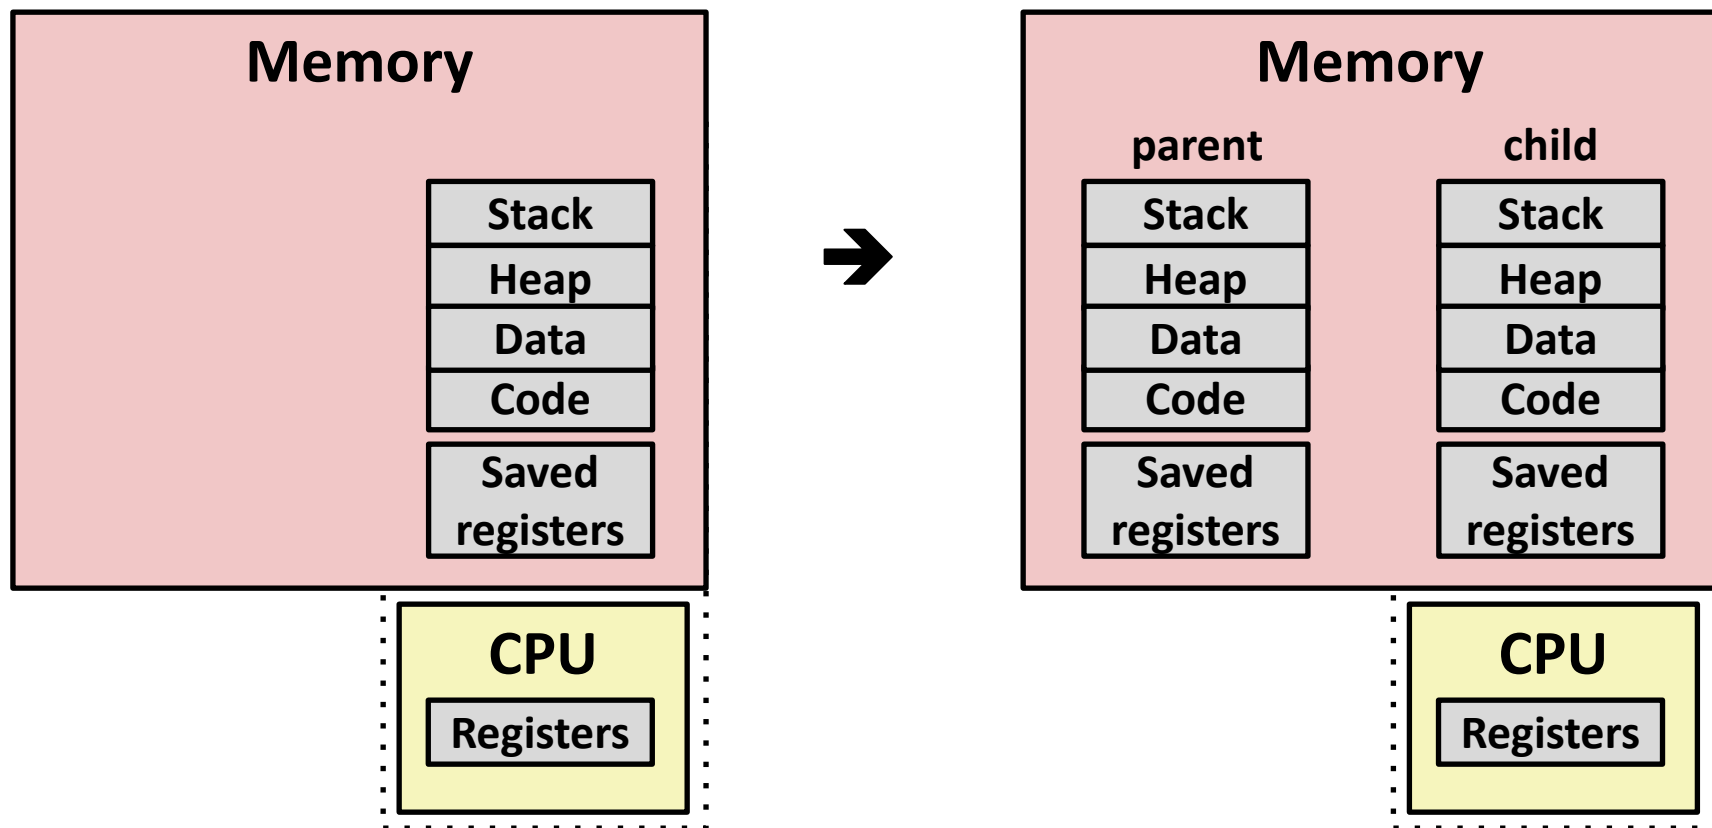 Memory
Stack
Heap
Data
Code
Saved
registers
CPU
Registers
➔
Memory
parent
child
Stack
Heap
Data
Code
Saved
registers
Stack
Heap
Data
Code
Saved
registers
CPU
Registers